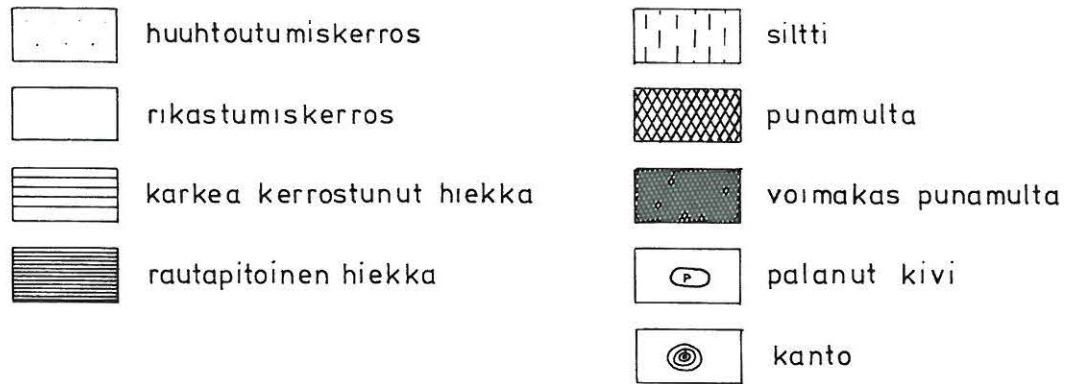 huuhtoutumiskerros
rikastumiskerros
karkea kerrostunut hiekka
rautapitoinen hiekka
siltti
punamulta
voimakas punamulta
P
palanut kivi
kanto